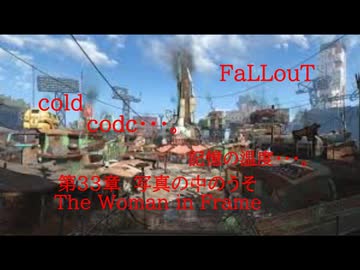 FaLLouT
cold
codc・・・。
記憶の温度・・・。
第33章 写真の中のうそ
The Woman in Frame